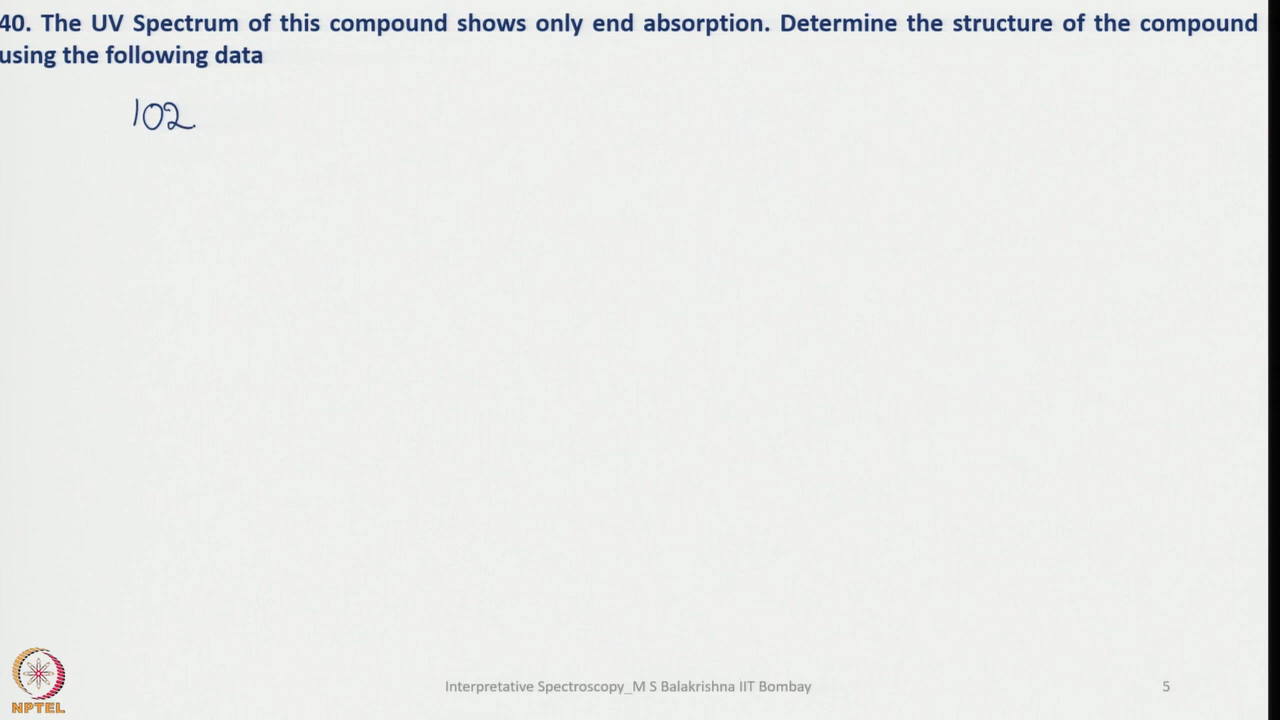 40. The UV Spectrum of this compound shows only end absorption. Determine the structure of the compound
using the following data
102
Interpretative Spectroscopy_M S Balakrishna IIT Bombay
5
NPTEL